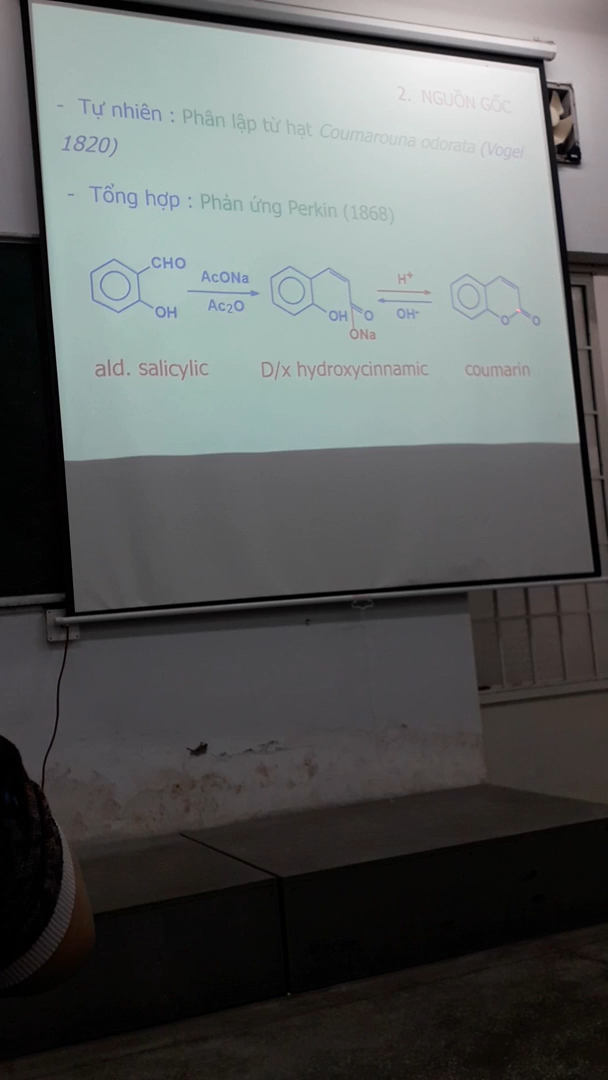 2. NGUỒN GỐC
- Tự nhiên : Phân lập từ hạt Coumarouna odorata (Vogel
1820)
- Tổng hợp : Phản ứng Perkin (1868)
CHO
OH
AcONa
Ac2O
OH
O
ONa
H+
OH-
O
O
ald. salicylic
D/x hydroxycinnamic
coumarin